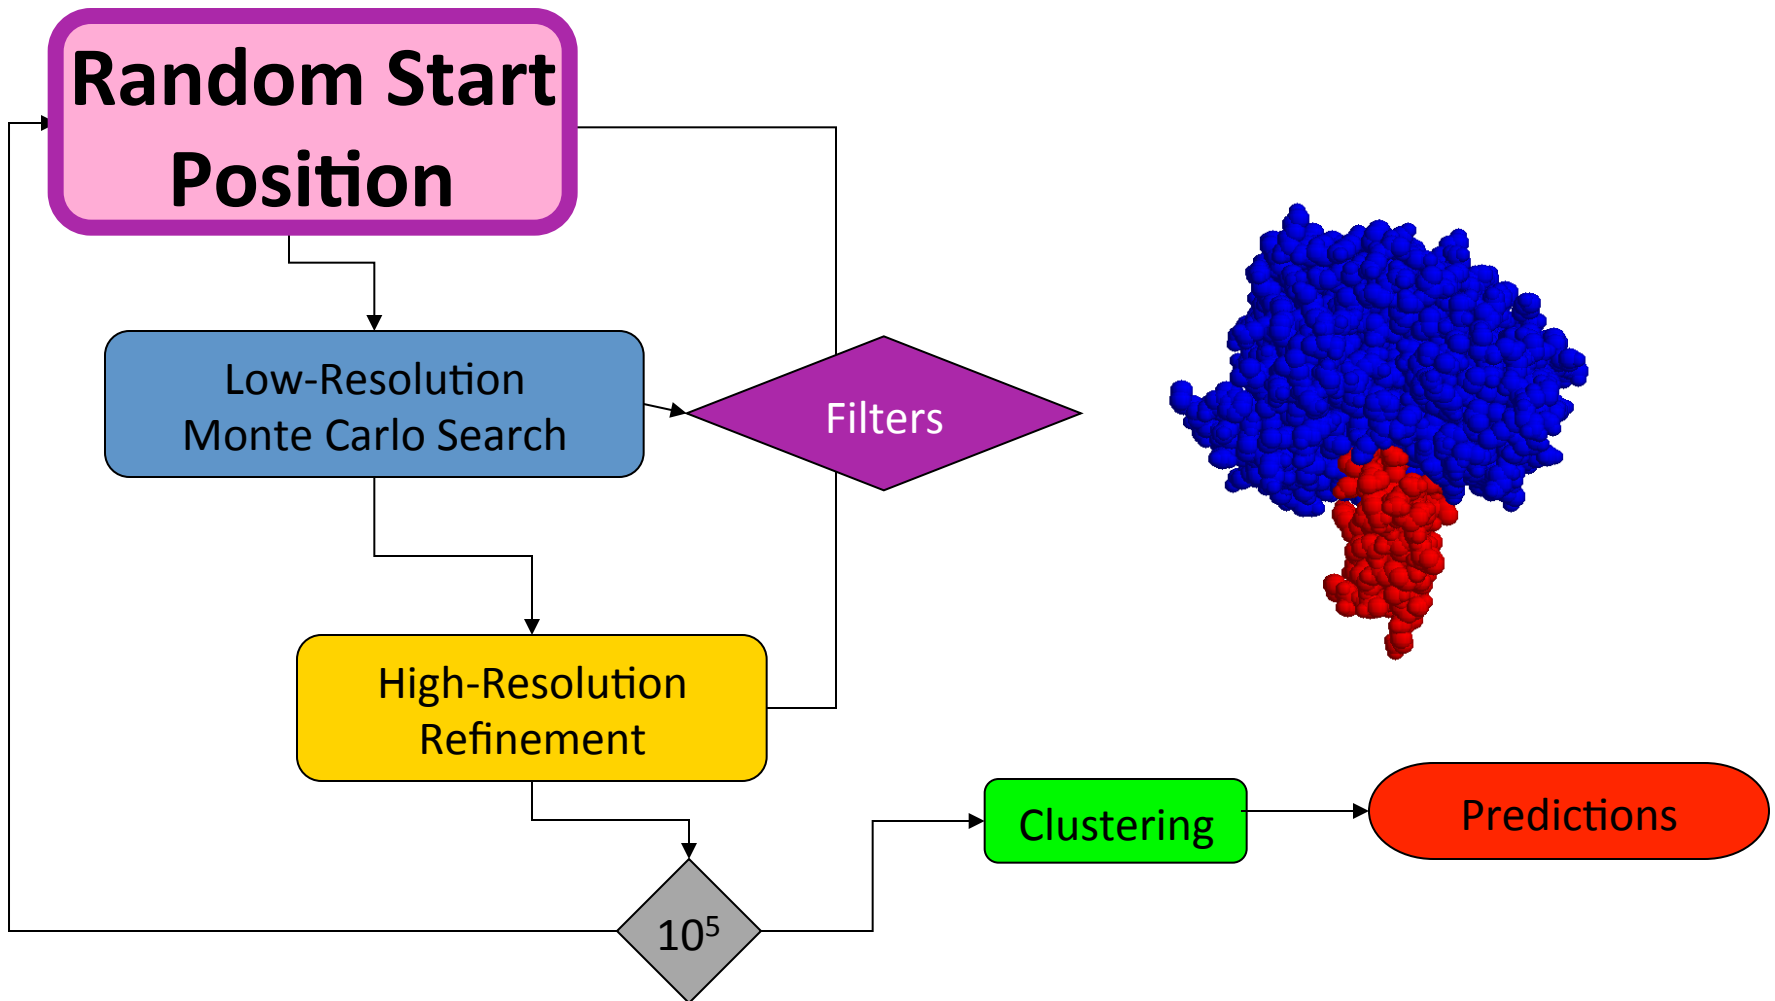 Random Start
Position
Low-Resolution
Monte Carlo Search
Filters
High-Resolution
Refinement
Clustering
Predictions
10⁵